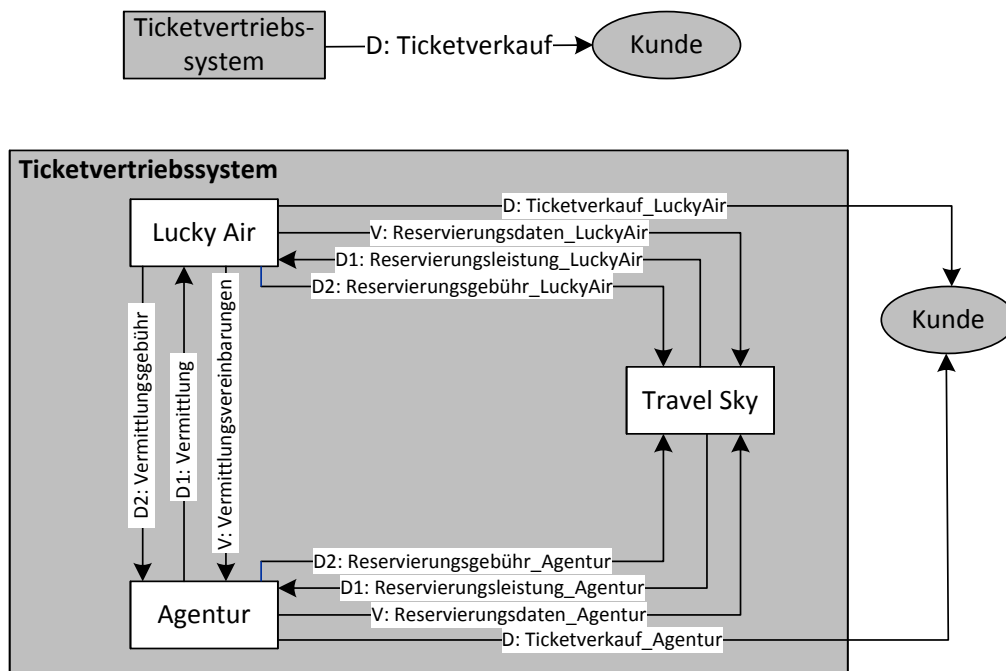 Ticketvertriebs-
system
D: Ticketverkauf
Kunde
Ticketvertriebssystem
Lucky Air
D: Ticketverkauf_LuckyAir
V: Reservierungsdaten_LuckyAir
D1: Reservierungsleistung_LuckyAir
D2: Reservierungsgebühr_LuckyAir
D2: Vermittlungsgebühr
D1: Vermittlung
V: Vermittlungsvereinbarungen
Kunde
Travel Sky
D2: Reservierungsgebühr_Agentur
D1: Reservierungsleistung_Agentur
Agentur
V: Reservierungsdaten_Agentur
D: Ticketverkauf_Agentur